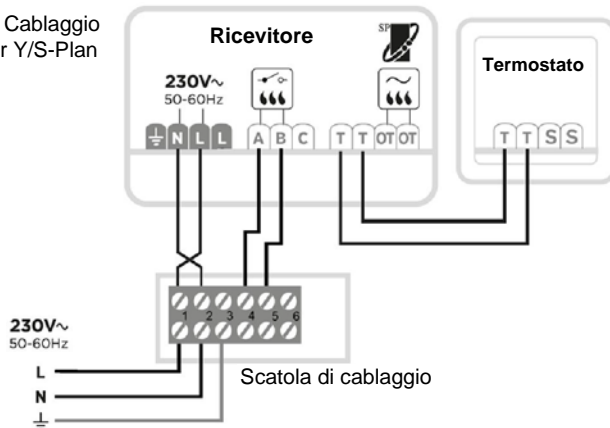 Cablaggio
r Y/S-Plan
Ricevitore
SP
Termostato
230V~
50-60Hz
N L L A B C T T OT OT
T T S S
1 2 3 4 5 6
230V~
50-60Hz
L
N
Scatola di cablaggio